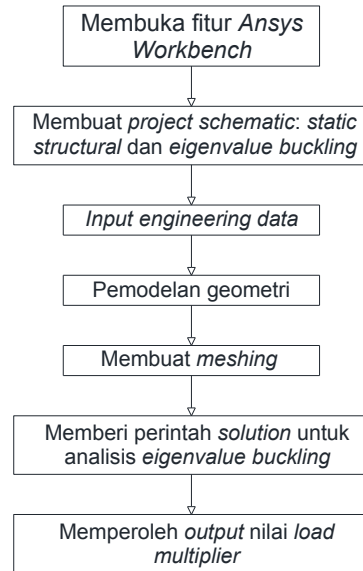 Membuka fitur Ansys
Workbench
Membuat project schematic: static
structural dan eigenvalue buckling
Input engineering data
Pemodelan geometri
Membuat meshing
Memberi perintah solution untuk
analisis eigenvalue buckling
Memperoleh output nilai load
multiplier